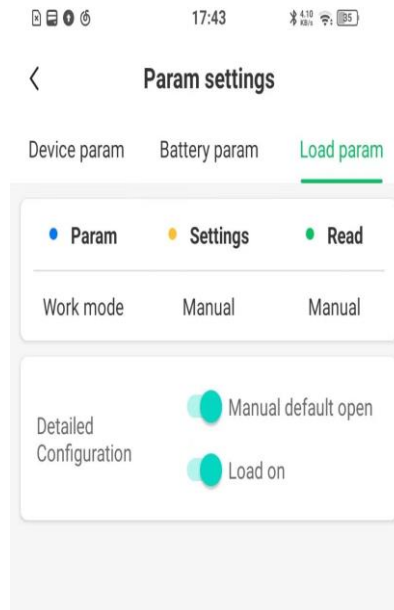 17:43 4.10 KB/s 35
Param settings
Device param Battery param Load param
Param Settings Read
Work mode Manual Manual
Manual default open
Detailed
Configuration
Load on